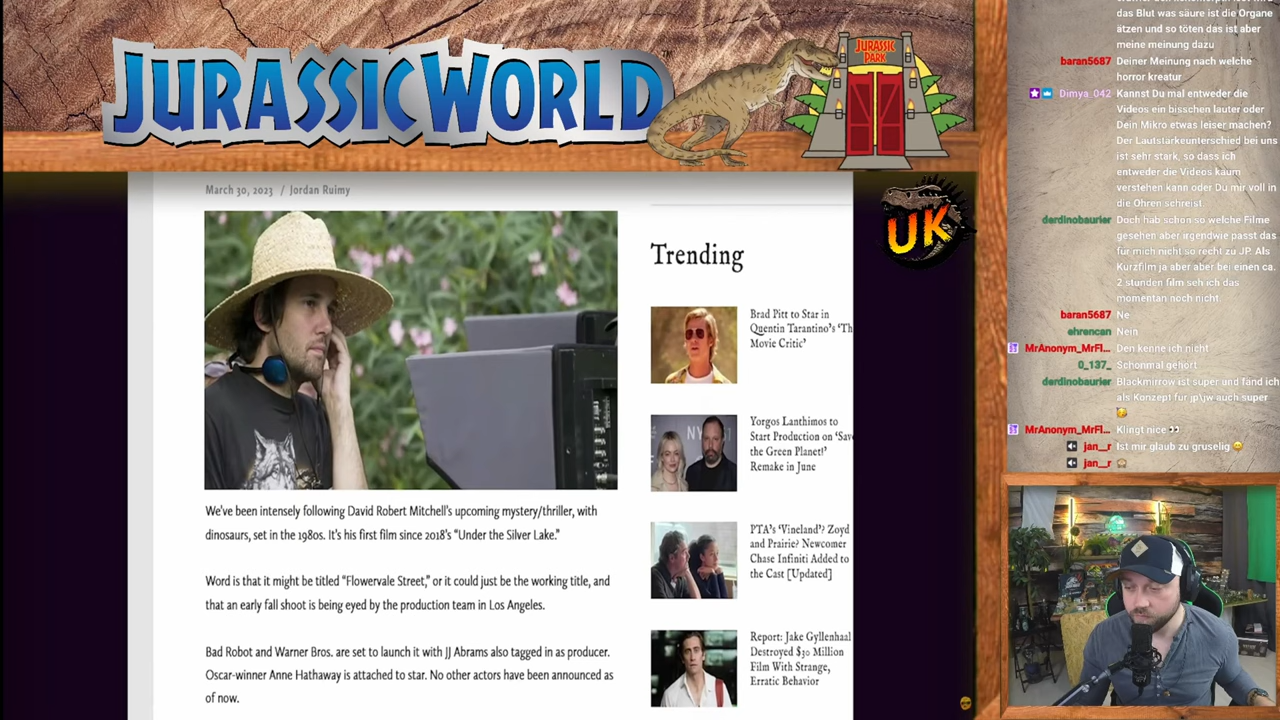 JURASSICWORLD
JURASSIC
PARK
UK
March 30, 2023 / Jordan Ruimy
We've been intensely following David Robert Mitchell's upcoming mystery/thriller, with
dinosaurs, set in the 1980s. It's his first film since 2018's "Under the Silver Lake."
Word is that it might be titled "Flowervale Street," or it could just be the working title, and
that an early fall shoot is being eyed by the production team in Los Angeles.
Bad Robot and Warner Bros. are set to launch it with JJ Abrams also tagged in as producer.
Oscar-winner Anne Hathaway is attached to star. No other actors have been announced as
of now.
Trending
Brad Pitt to Star in
Quentin Tarantino's 'Th
Movie Critic'
Yorgos Lanthimos to
Start Production on 'Save
the Green Planet!'
Remake in June
PTA's 'Vineland'? Zoyd
and Prairie? Newcomer
Chase Infiniti Added to
the Cast [Updated]
Report: Jake Gyllenhaal
Destroyed $30 Million
Film With Strange,
Erratic Behavior
das Blut was säure ist die Organe
ätzen und so töten das ist aber
meine meinung dazu
baran5687 Deiner Meinung nach welche
horror kreatur
Dimya_042 Kannst Du mal entweder die
Videos ein bisschen lauter oder
Dein Mikro etwas leiser machen?
Der Lautstärkeunterschied bei uns
ist sehr stark, so dass ich
entweder die Videos kaum
verstehen kann oder Du mir voll in
die Ohren schreist.
derdinobaurier Doch hab schon so welche Filme
gesehen aber irgendwie passt das
für mich nicht so recht zu JP. Als
Kurzfilm ja aber aber bei einen ca.
2 stunden film seh ich das
momentan noch nicht.
baran5687 Ne
ehrencan Nein
MrAnonym_MrFl... Den kenne ich nicht
0_137_ Schonmal gehört
derdinobaurier Blackmirrow ist super und fänd ich
als Konzept für jp\jw auch super
🥰
MrAnonym_MrFl... Klingt nice 👀
jan__r Ist mir glaub zu gruselig 😅
jan__r